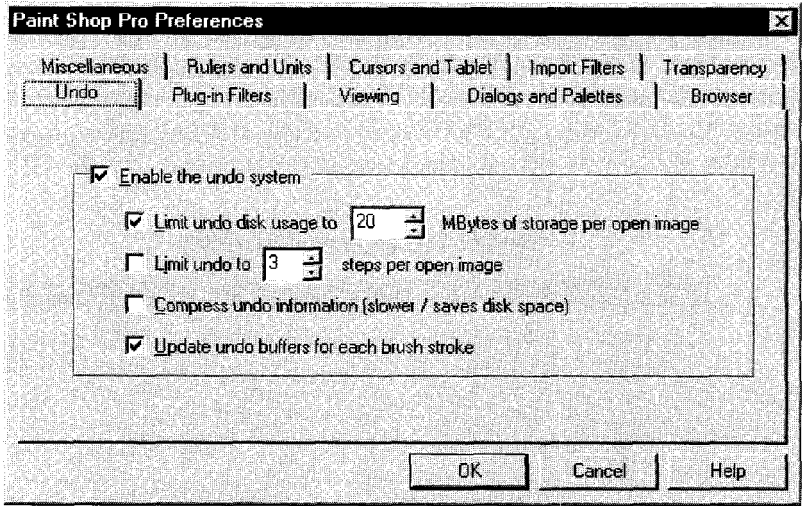 Paint Shop Pro Preferences
Miscellaneous Rulers and Units Cursors and Tablet Import Filters Transparency
Undo Plug-in Filters Viewing Dialogs and Palettes Browser
Enable the undo system
Limit undo disk usage to 20 MBytes of storage per open image
Limit undo to 3 steps per open image
Compress undo information (slower / saves disk space)
Update undo buffers for each brush stroke
OK Cancel Help